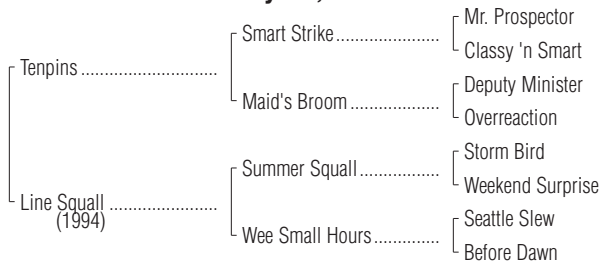 Mr. Prospector
Smart Strike
Classy 'n Smart
Tenpins
Deputy Minister
Maid's Broom
Overreaction
Storm Bird
Summer Squall
Weekend Surprise
Line Squall
(1994)
Seattle Slew
Wee Small Hours
Before Dawn